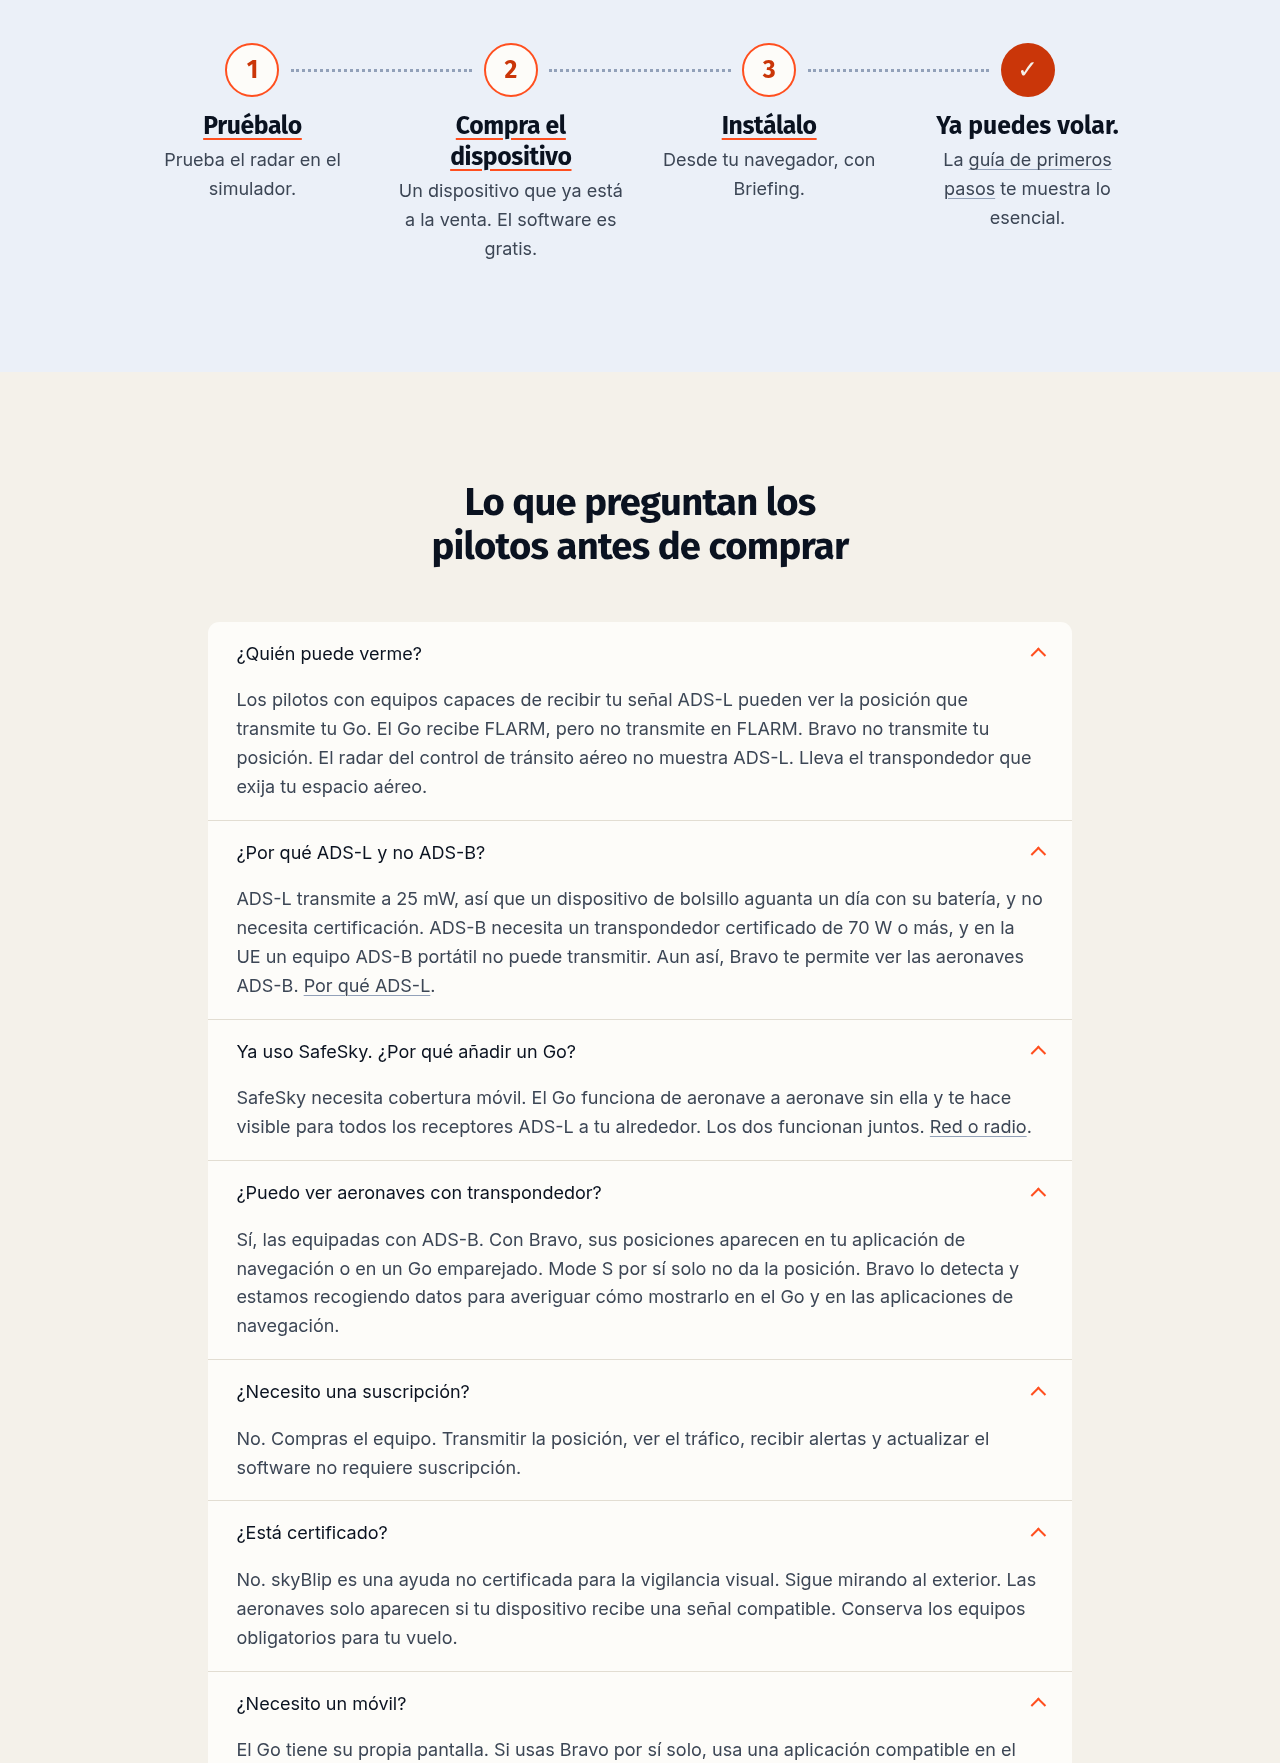 1
2
3
✓
Pruébalo
Prueba el radar en el
simulador.
Compra el
dispositivo
Un dispositivo que ya está
a la venta. El software es
gratis.
Instálalo
Desde tu navegador, con
Briefing.
Ya puedes volar.
La guía de primeros
pasos te muestra lo
esencial.
Lo que preguntan los
pilotos antes de comprar
¿Quién puede verme?
Los pilotos con equipos capaces de recibir tu señal ADS-L pueden ver la posición que
transmite tu Go. El Go recibe FLARM, pero no transmite en FLARM. Bravo no transmite tu
posición. El radar del control de tránsito aéreo no muestra ADS-L. Lleva el transpondedor que
exija tu espacio aéreo.
¿Por qué ADS-L y no ADS-B?
ADS-L transmite a 25 mW, así que un dispositivo de bolsillo aguanta un día con su batería, y no
necesita certificación. ADS-B necesita un transpondedor certificado de 70 W o más, y en la
UE un equipo ADS-B portátil no puede transmitir. Aun así, Bravo te permite ver las aeronaves
ADS-B. Por qué ADS-L.
Ya uso SafeSky. ¿Por qué añadir un Go?
SafeSky necesita cobertura móvil. El Go funciona de aeronave a aeronave sin ella y te hace
visible para todos los receptores ADS-L a tu alrededor. Los dos funcionan juntos. Red o radio.
¿Puedo ver aeronaves con transpondedor?
Sí, las equipadas con ADS-B. Con Bravo, sus posiciones aparecen en tu aplicación de
navegación o en un Go emparejado. Mode S por sí solo no da la posición. Bravo lo detecta y
estamos recogiendo datos para averiguar cómo mostrarlo en el Go y en las aplicaciones de
navegación.
¿Necesito una suscripción?
No. Compras el equipo. Transmitir la posición, ver el tráfico, recibir alertas y actualizar el
software no requiere suscripción.
¿Está certificado?
No. skyBlip es una ayuda no certificada para la vigilancia visual. Sigue mirando al exterior. Las
aeronaves solo aparecen si tu dispositivo recibe una señal compatible. Conserva los equipos
obligatorios para tu vuelo.
¿Necesito un móvil?
El Go tiene su propia pantalla. Si usas Bravo por sí solo, usa una aplicación compatible en el